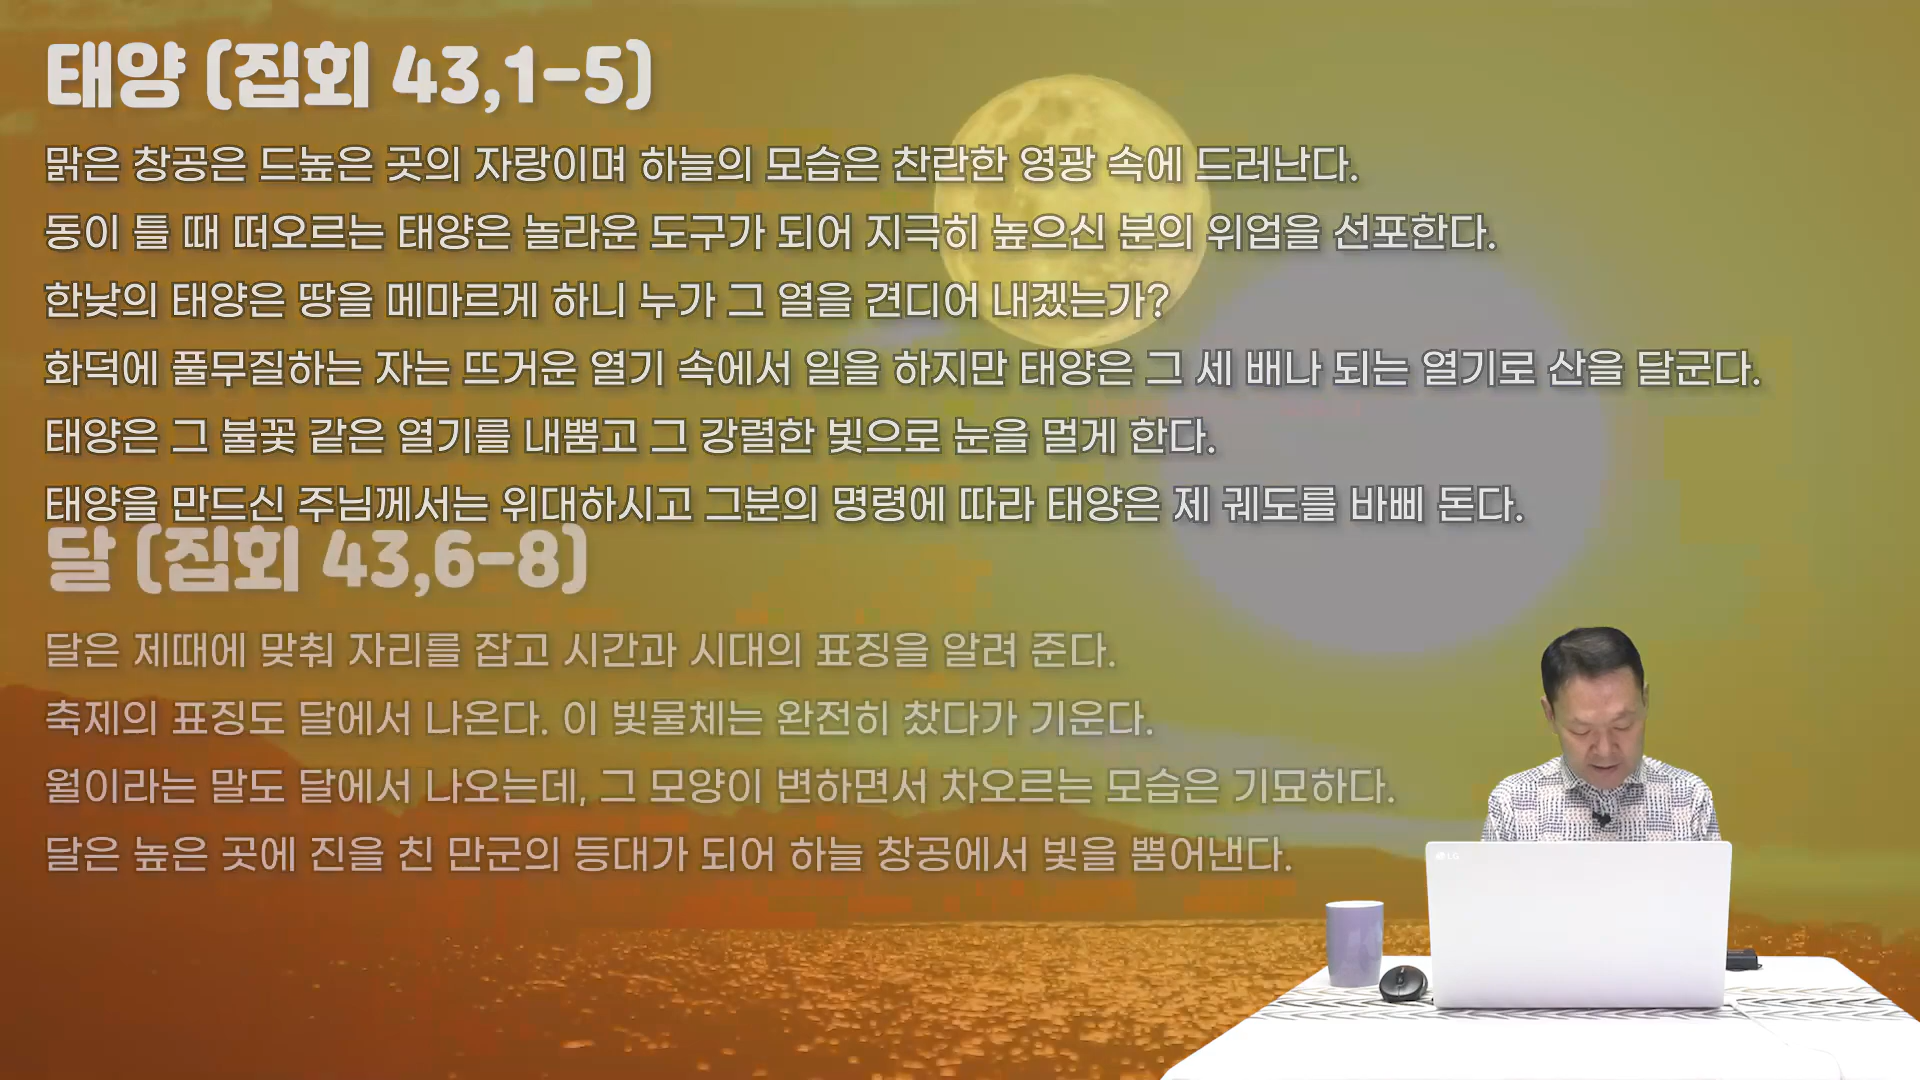 태양 (집회 43,1-5)
맑은 창공은 드높은 곳의 자랑이며 하늘의 모습은 찬란한 영광 속에 드러난다.
동이 틀 때 떠오르는 태양은 놀라운 도구가 되어 지극히 높으신 분의 위업을 선포한다.
한낮의 태양은 땅을 메마르게 하니 누가 그 열을 견디어 내겠는가?
화덕에 풀무질하는 자는 뜨거운 열기 속에서 일을 하지만 태양은 그 세 배나 되는 열기로 산을 달군다.
태양은 그 불꽃 같은 열기를 내뿜고 그 강렬한 빛으로 눈을 멀게 한다.
태양을 만드신 주님께서는 위대하시고 그분의 명령에 따라 태양은 제 궤도를 바삐 돈다.
달 (집회 43,6-8)
달은 제때에 맞춰 자리를 잡고 시간과 시대의 표징을 알려 준다.
축제의 표징도 달에서 나온다. 이 빛물체는 완전히 찼다가 기운다.
월이라는 말도 달에서 나오는데, 그 모양이 변하면서 차오르는 모습은 기묘하다.
달은 높은 곳에 진을 친 만군의 등대가 되어 하늘 창공에서 빛을 뿜어낸다.
LG